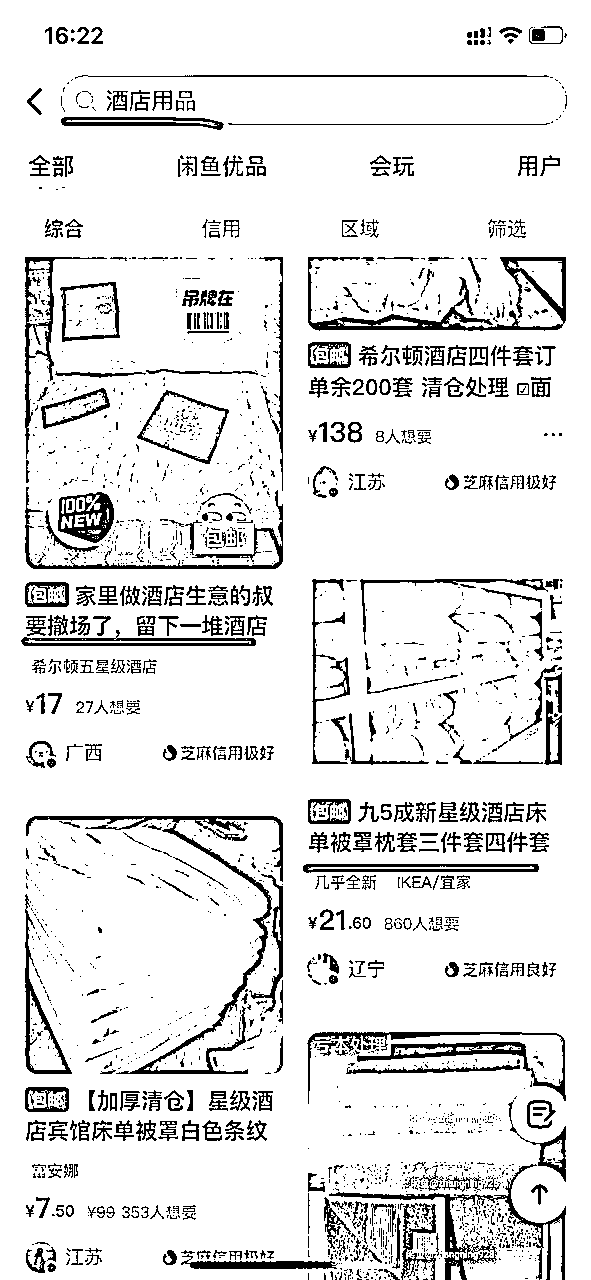 16:22
酒店用品
全部
闲鱼优品
会玩
用户
综合
信用
区域
筛选
吊牌在
100%
NEW
包邮
包邮 家里做酒店生意的叔
要撤场了，留下一堆酒店
希尔顿五星级酒店
¥17 27人想要
广西
芝麻信用极好
包邮 【加厚清仓】星级酒
店宾馆床单被罩白色条纹
富安娜
¥7.50 ¥99 353人想要
江苏
芝麻信用极好
包邮 希尔顿酒店四件套订
单余200套 清仓处理 ☑面
¥138 8人想要
江苏
芝麻信用极好
包邮 九5成新星级酒店床
单被罩枕套三件套四件套
几乎全新 IKEA/宜家
¥21.60 860人想要
辽宁
芝麻信用良好
亏本处理